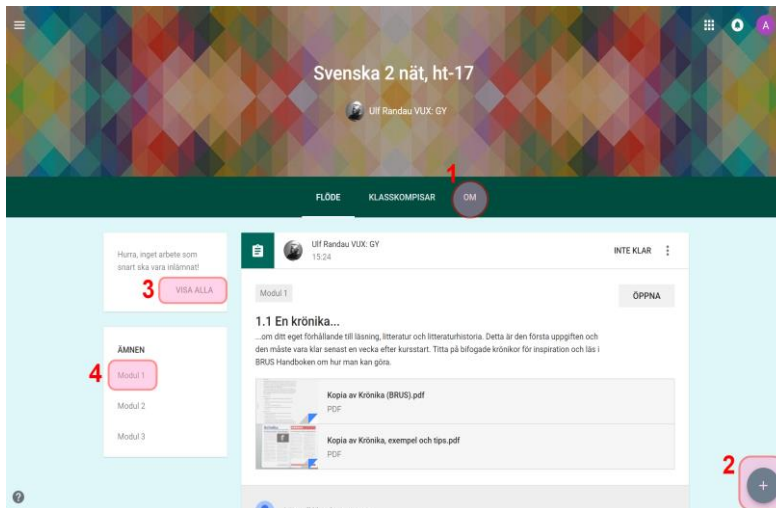 A
Svenska 2 nät, ht-17
Ulf Randau VUX: GY
1
FLÖDE KLASSKOMPISAR OM
Hurra, inget arbete som
snart ska vara inlämnat!
3 VISA ALLA
ÄMNEN
4 Modul 1
Modul 2
Modul 3
Ulf Randau VUX: GY
15:24
INTE KLAR
Modul 1
ÖPPNA
1.1 En krönika...
...om ditt eget förhållande till läsning, litteratur och litteraturhistoria. Detta är den första uppgiften och
den måste vara klar senast en vecka efter kursstart. Titta på bifogade krönikor för inspiration och läs i
BRUS Handboken om hur man kan göra.
Kopia av Krönika (BRUS).pdf
PDF
Kopia av Krönika, exempel och tips.pdf
PDF
2
+
?